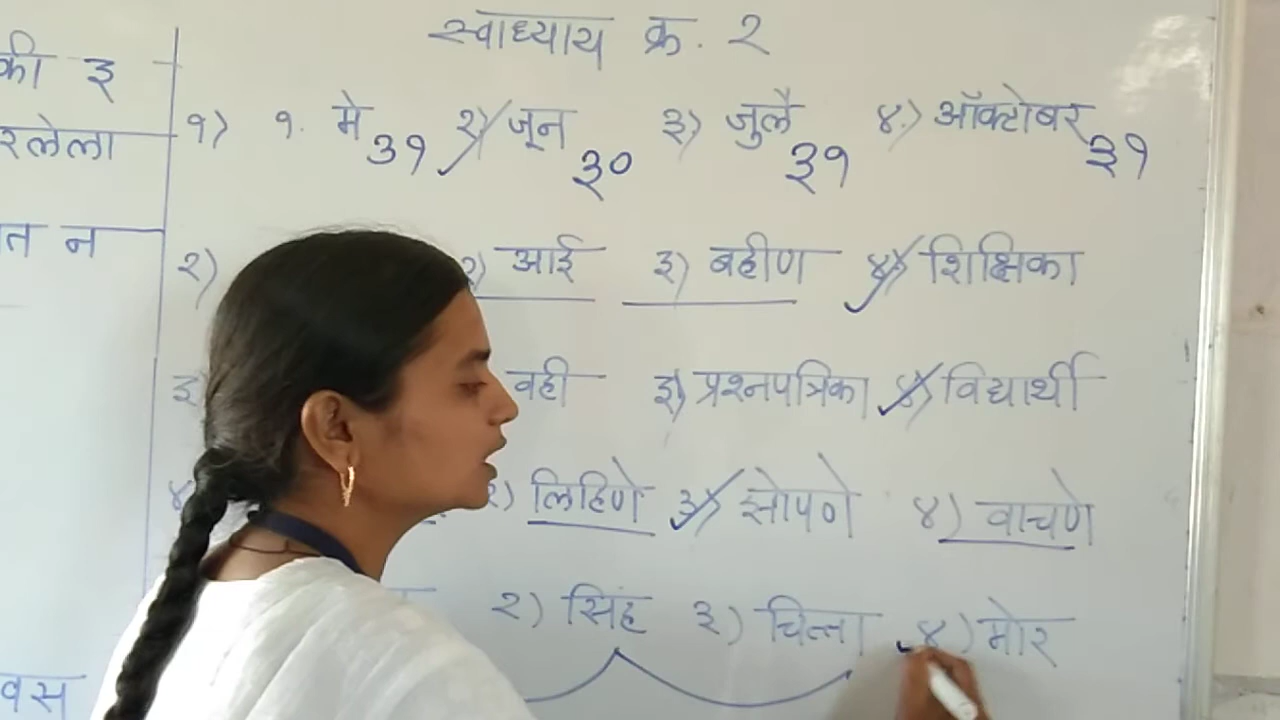 स्वाध्याय क्र. २
की ३
१) १. मे ३१ २) जून ३० ३) जुलै ३१ ४) ऑक्टोबर ३१
रलेला
त न
२) २) आई ३) बहीण ४) शिक्षिका
३) वही ३) प्रश्नपत्रिका ४) विद्यार्थी
४ २) लिहिणे ३) झोपणे ४) वाचणे
२) सिंह ३) चित्ता ४) मोर
वस